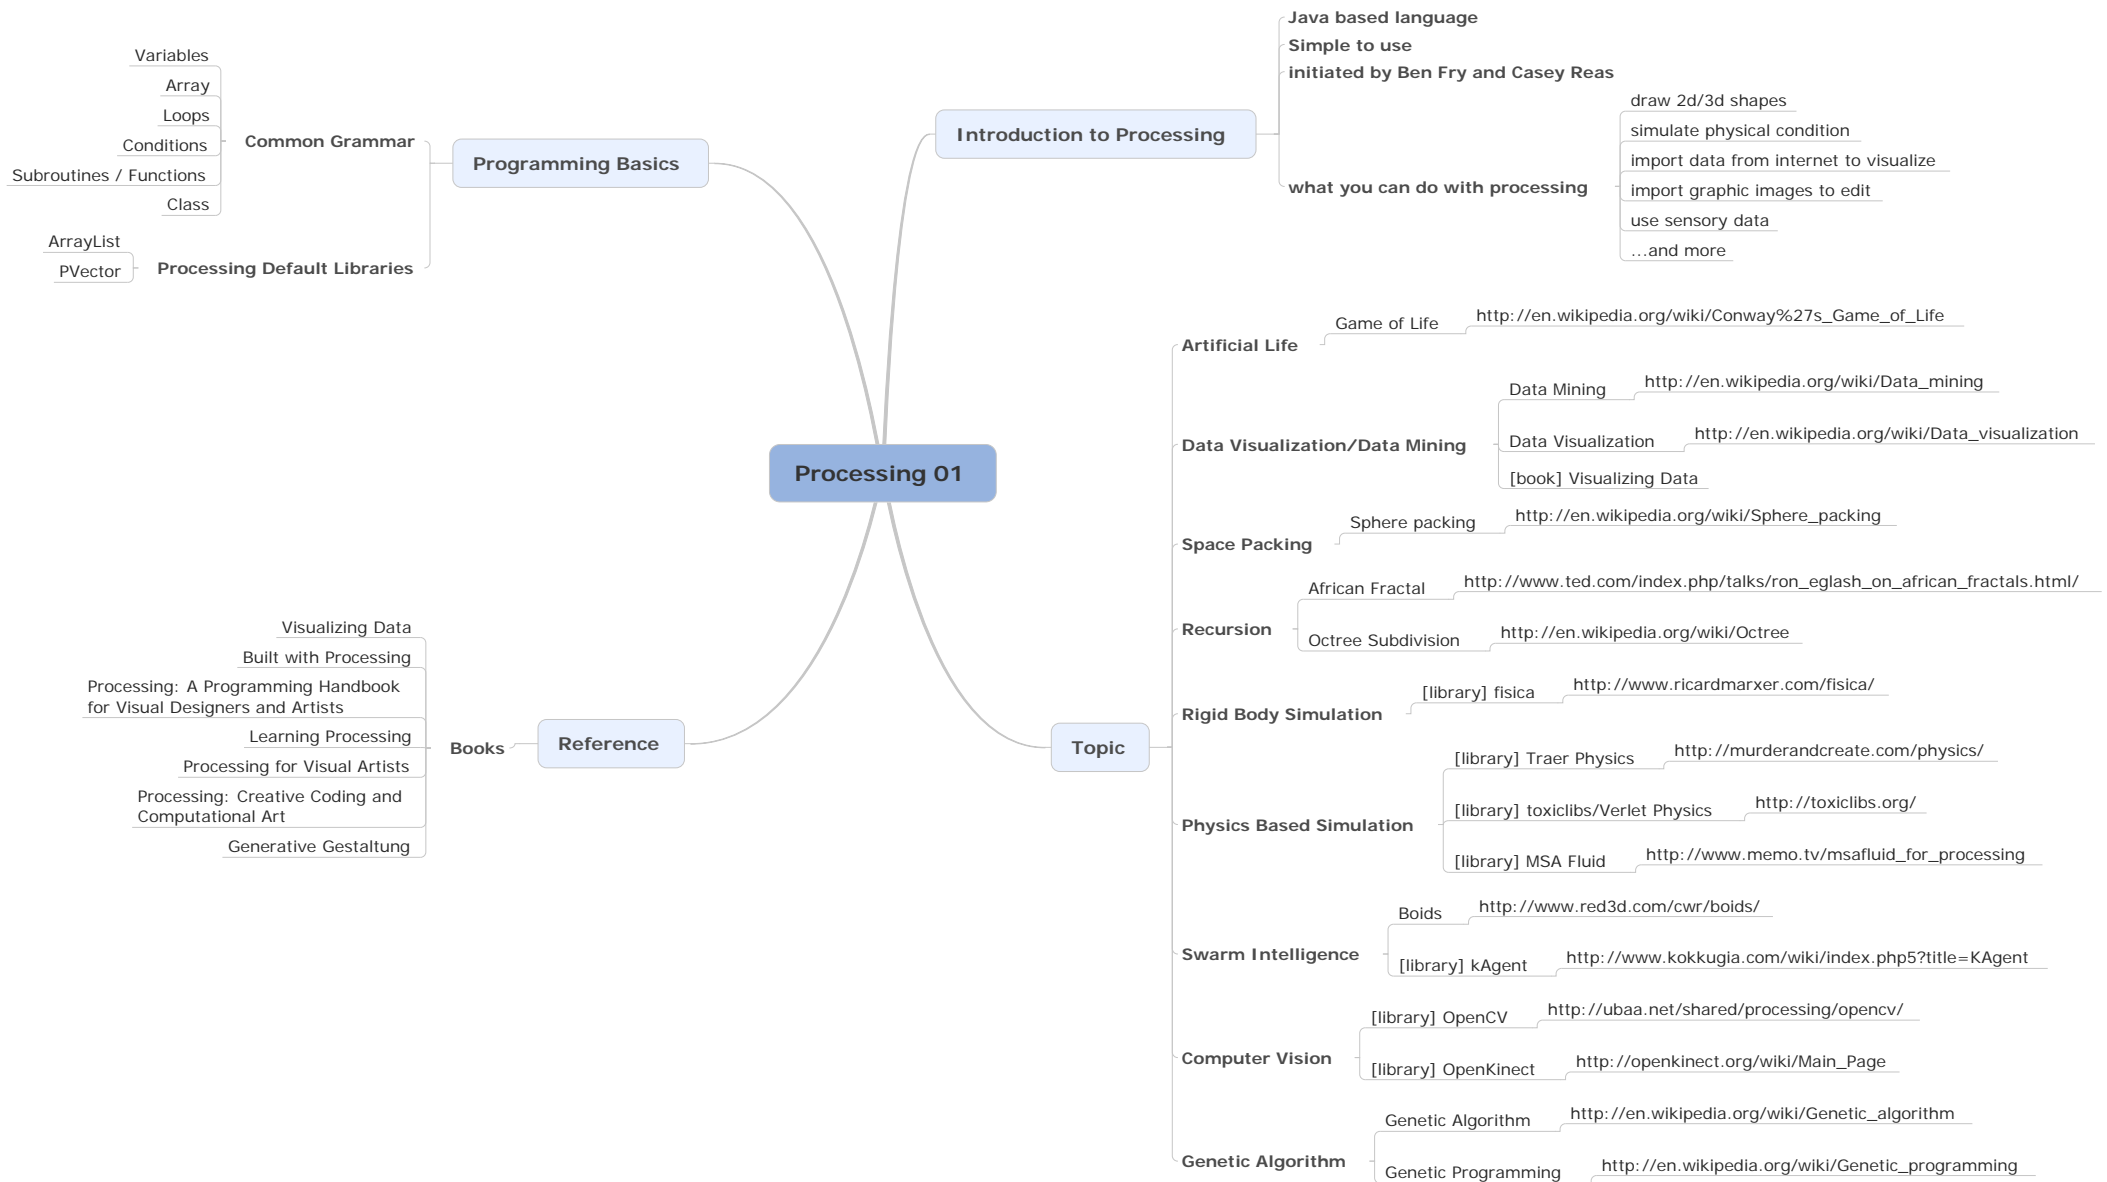 Processing 01
Introduction to Processing
Java based language
Simple to use
initiated by Ben Fry and Casey Reas
what you can do with processing
draw 2d/3d shapes
simulate physical condition
import data from internet to visualize
import graphic images to edit
use sensory data
...and more
Topic
Artificial Life
Game of Life
http://en.wikipedia.org/wiki/Conway%27s_Game_of_Life
Data Visualization/Data Mining
Data Mining
http://en.wikipedia.org/wiki/Data_mining
Data Visualization
http://en.wikipedia.org/wiki/Data_visualization
[book] Visualizing Data
Space Packing
Sphere packing
http://en.wikipedia.org/wiki/Sphere_packing
Recursion
African Fractal
http://www.ted.com/index.php/talks/ron_eglash_on_african_fractals.html/
Octree Subdivision
http://en.wikipedia.org/wiki/Octree
Rigid Body Simulation
[library] fisica
http://www.ricardmarxer.com/fisica/
Physics Based Simulation
[library] Traer Physics
http://murderandcreate.com/physics/
[library] toxiclibs/Verlet Physics
http://toxiclibs.org/
[library] MSA Fluid
http://www.memo.tv/msafluid_for_processing
Swarm Intelligence
Boids
http://www.red3d.com/cwr/boids/
[library] kAgent
http://www.kokkugia.com/wiki/index.php5?title=KAgent
Computer Vision
[library] OpenCV
http://ubaa.net/shared/processing/opencv/
[library] OpenKinect
http://openkinect.org/wiki/Main_Page
Genetic Algorithm
Genetic Algorithm
http://en.wikipedia.org/wiki/Genetic_algorithm
Genetic Programming
http://en.wikipedia.org/wiki/Genetic_programming
Programming Basics
Common Grammar
Variables
Array
Loops
Conditions
Subroutines / Functions
Class
Processing Default Libraries
ArrayList
PVector
Reference
Books
Visualizing Data
Built with Processing
Processing: A Programming Handbook
for Visual Designers and Artists
Learning Processing
Processing for Visual Artists
Processing: Creative Coding and
Computational Art
Generative Gestaltung